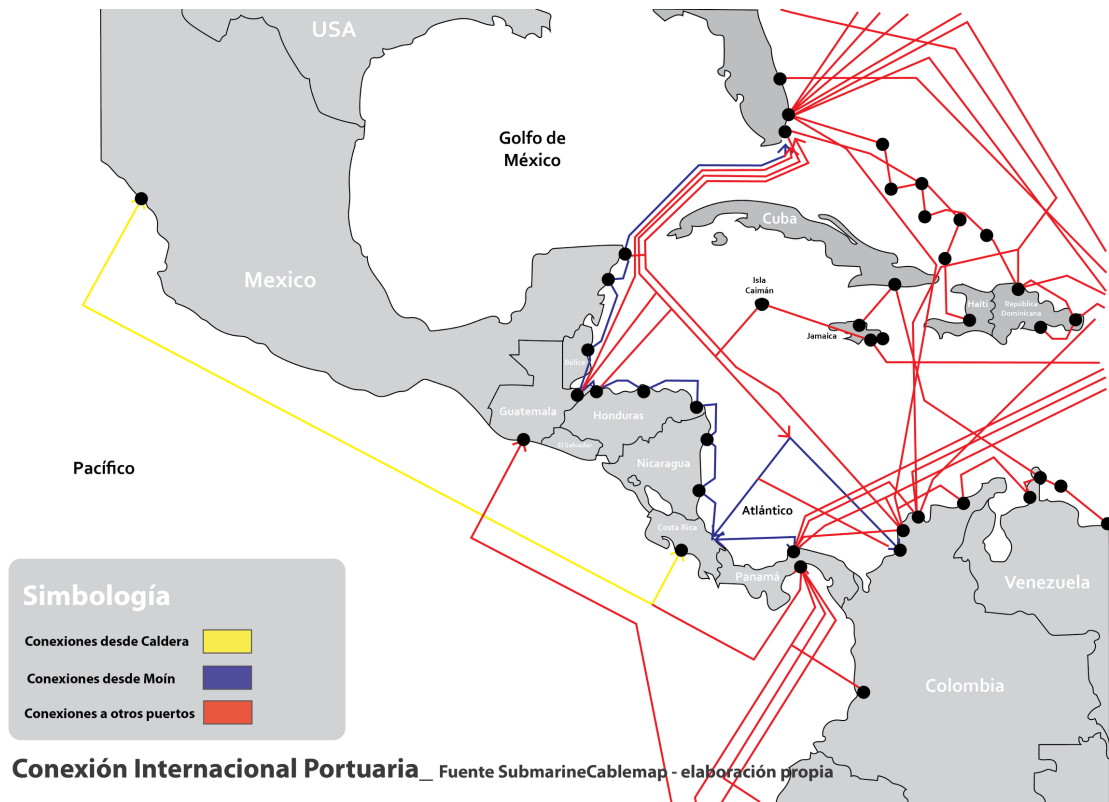 USA
Golfo de
México
Cuba
Mexico
Isla
Caimán
Haiti
República
Dominicana
Jamaica
Belice
Guatemala
Honduras
El Salvador
Nicaragua
Pacífico
Atlántico
Costa Rica
Panamá
Venezuela
Colombia
Simbología
Conexiones desde Caldera
Conexiones desde Moín
Conexiones a otros puertos
Conexión Internacional Portuaria_ Fuente SubmarineCablemap - elaboración propia